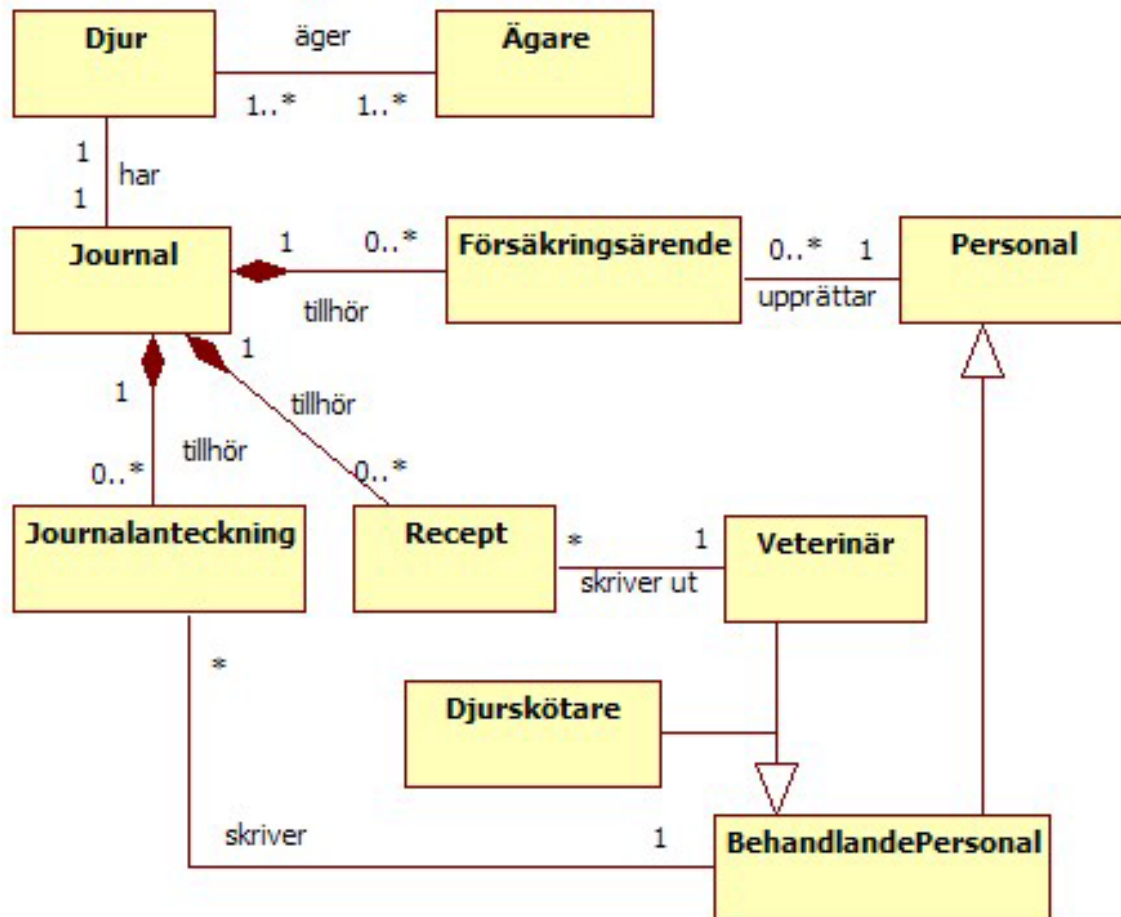 Djur
äger
Ägare
1..*
1..*
1
har
1
Journal
1
0..*
Försäkringsärende
0..*
1
Personal
tillhör
upprättar
1
1
tillhör
tillhör
0..*
0..*
Journalanteckning
Recept
*
1
Veterinär
skriver ut
*
Djurskötare
skriver
1
BehandlandePersonal